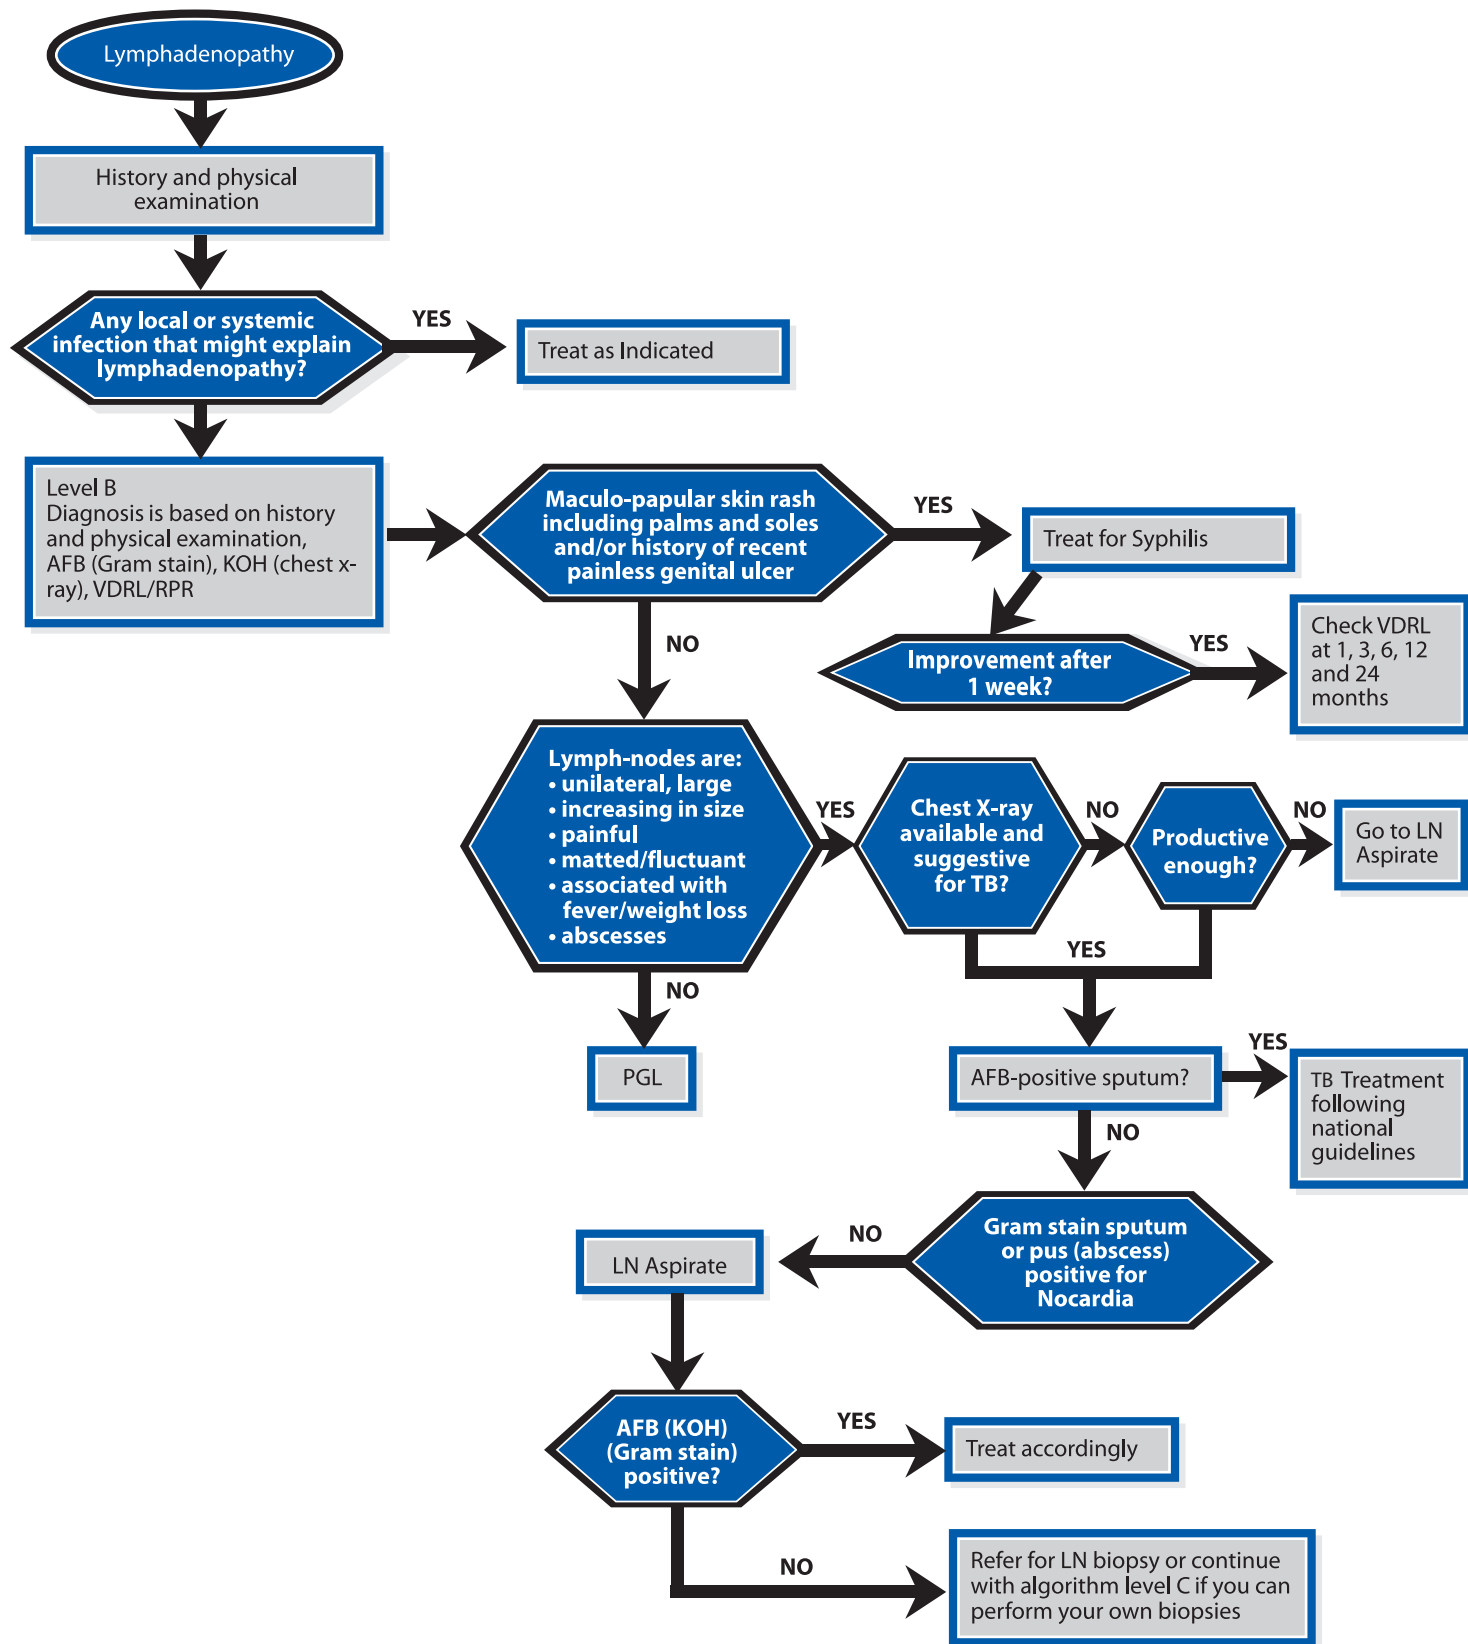 Lymphadenopathy
History and physical
examination
Any local or systemic
infection that might explain
lymphadenopathy?
YES
Treat as Indicated
Level B
Diagnosis is based on history
and physical examination,
AFB (Gram stain), KOH (chest x-
ray), VDRL/RPR
Maculo-papular skin rash
including palms and soles
and/or history of recent
painless genital ulcer
YES
Treat for Syphilis
NO
Improvement after
1 week?
YES
Check VDRL
at 1, 3, 6, 12
and 24
months
Lymph-nodes are:
• unilateral, large
• increasing in size
• painful
• matted/fluctuant
• associated with
fever/weight loss
• abscesses
YES
Chest X-ray
available and
suggestive
for TB?
NO
Productive
enough?
NO
Go to LN
Aspirate
YES
NO
PGL
AFB-positive sputum?
YES
TB Treatment
following
national
guidelines
NO
Gram stain sputum
or pus (abscess)
positive for
Nocardia
NO
LN Aspirate
AFB (KOH)
(Gram stain)
positive?
YES
Treat accordingly
NO
Refer for LN biopsy or continue
with algorithm level C if you can
perform your own biopsies